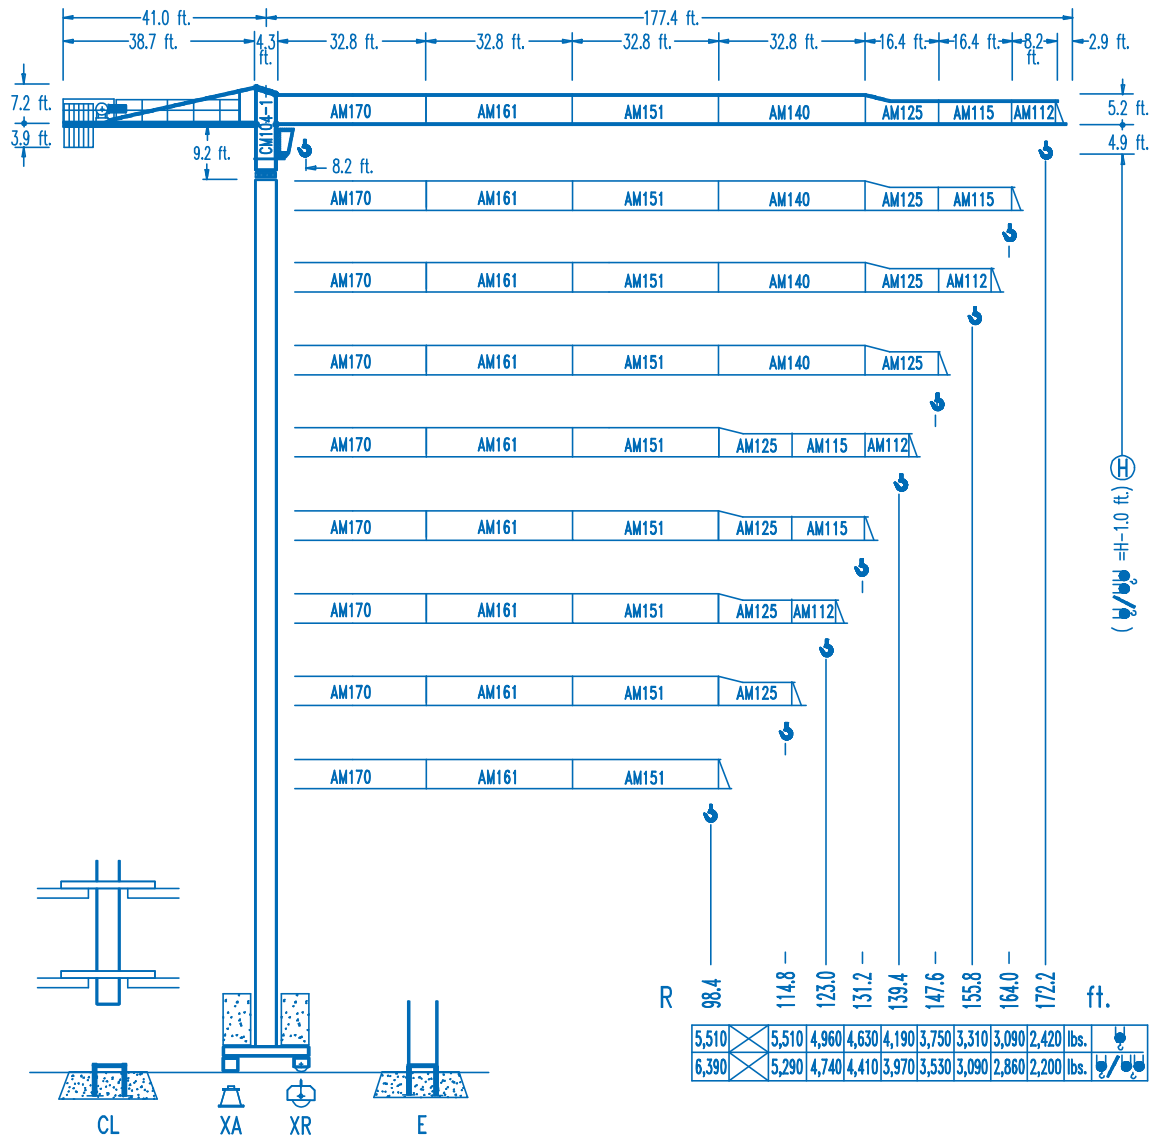 41.0 ft. 177.4 ft.
38.7 ft. 4.3 ft. 32.8 ft. 32.8 ft. 32.8 ft. 32.8 ft. 16.4 ft. 16.4 ft. 8.2 ft. 2.9 ft.
7.2 ft. CM104-1 AM170 AM161 AM151 AM140 AM125 AM115 AM112 5.2 ft.
3.9 ft. 9.2 ft. 4.9 ft.
8.2 ft.
AM170 AM161 AM151 AM140 AM125 AM115
AM170 AM161 AM151 AM140 AM125 AM112
AM170 AM161 AM151 AM140 AM125
AM170 AM161 AM151 AM125 AM115 AM112
H
( / =H-1.0 ft.)
AM170 AM161 AM151 AM125 AM115
AM170 AM161 AM151 AM125 AM112
AM170 AM161 AM151 AM125
AM170 AM161 AM151
R 98.4 114.8 123.0 131.2 139.4 147.6 155.8 164.0 172.2 ft.
5,510 5,510 4,960 4,630 4,190 3,750 3,310 3,090 2,420 lbs.
6,390 5,290 4,740 4,410 3,970 3,530 3,090 2,860 2,200 lbs. /
CL XA XR E